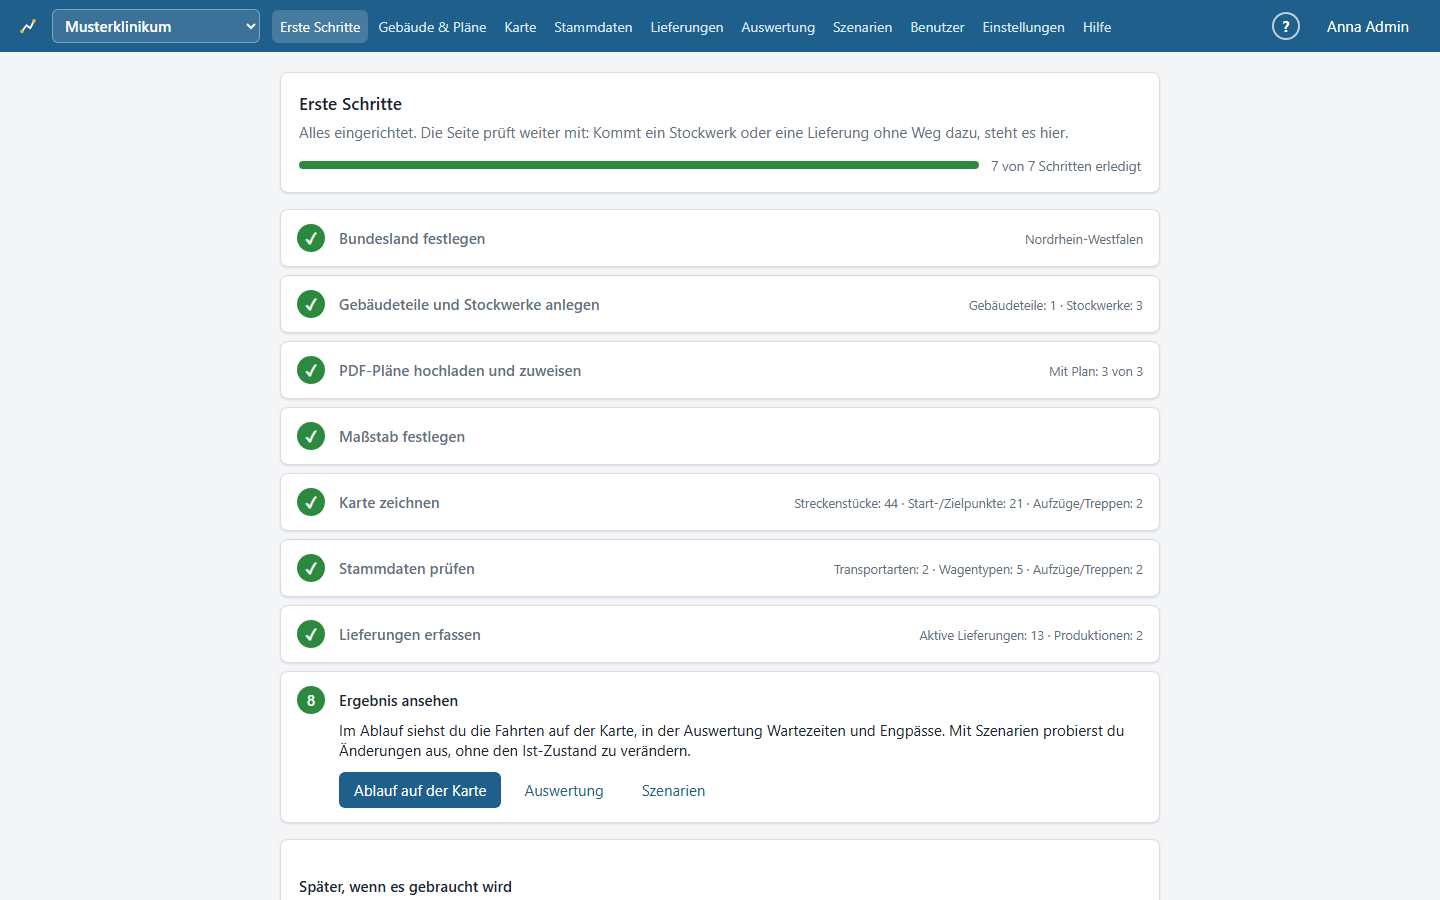 Musterklinikum
Erste Schritte
Gebäude & Pläne
Karte
Stammdaten
Lieferungen
Auswertung
Szenarien
Benutzer
Einstellungen
Hilfe
?
Anna Admin
Erste Schritte
Alles eingerichtet. Die Seite prüft weiter mit: Kommt ein Stockwerk oder eine Lieferung ohne Weg dazu, steht es hier.
7 von 7 Schritten erledigt
Bundesland festlegen
Nordrhein-Westfalen
Gebäudeteile und Stockwerke anlegen
Gebäudeteile: 1 · Stockwerke: 3
PDF-Pläne hochladen und zuweisen
Mit Plan: 3 von 3
Maßstab festlegen
Karte zeichnen
Streckenstücke: 44 · Start-/Zielpunkte: 21 · Aufzüge/Treppen: 2
Stammdaten prüfen
Transportarten: 2 · Wagentypen: 5 · Aufzüge/Treppen: 2
Lieferungen erfassen
Aktive Lieferungen: 13 · Produktionen: 2
8
Ergebnis ansehen
Im Ablauf siehst du die Fahrten auf der Karte, in der Auswertung Wartezeiten und Engpässe. Mit Szenarien probierst du
Änderungen aus, ohne den Ist-Zustand zu verändern.
Ablauf auf der Karte
Auswertung
Szenarien
Später, wenn es gebraucht wird